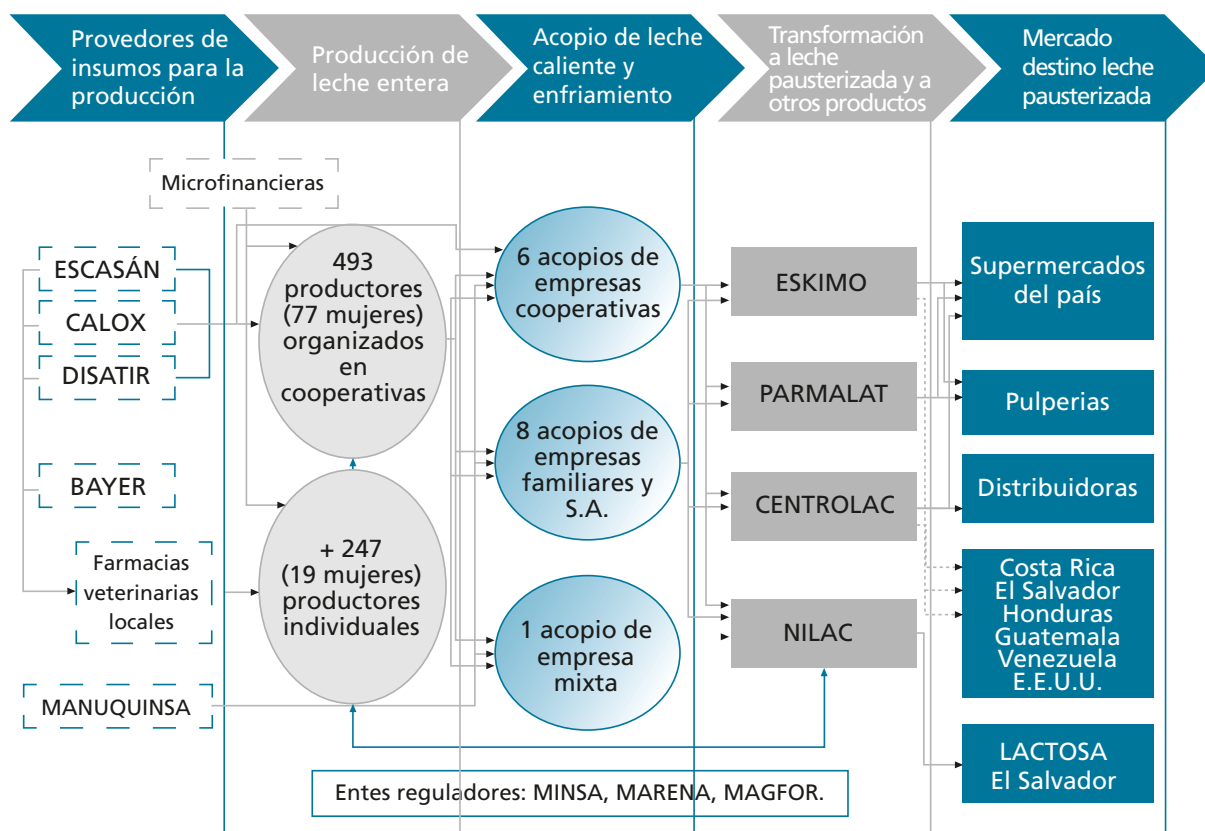 Provedores de
insumos para la
producción
Producción de
leche entera
Acopio de leche
caliente y
enfriamiento
Transformación
a leche
pausterizada y a
otros productos
Mercado
destino leche
pausterizada
Microfinancieras
ESCASÁN
CALOX
DISATIR
BAYER
Farmacias
veterinarias
locales
MANUQUINSA
493
productores
(77 mujeres)
organizados
en
cooperativas
+ 247
(19 mujeres)
productores
individuales
6 acopios de
empresas
cooperativas
8 acopios de
empresas
familiares y
S.A.
1 acopio de
empresa
mixta
ESKIMO
PARMALAT
CENTROLAC
NILAC
Supermercados
del país
Pulperias
Distribuidoras
Costa Rica
El Salvador
Honduras
Guatemala
Venezuela
E.E.U.U.
LACTOSA
El Salvador
Entes reguladores: MINSA, MARENA, MAGFOR.